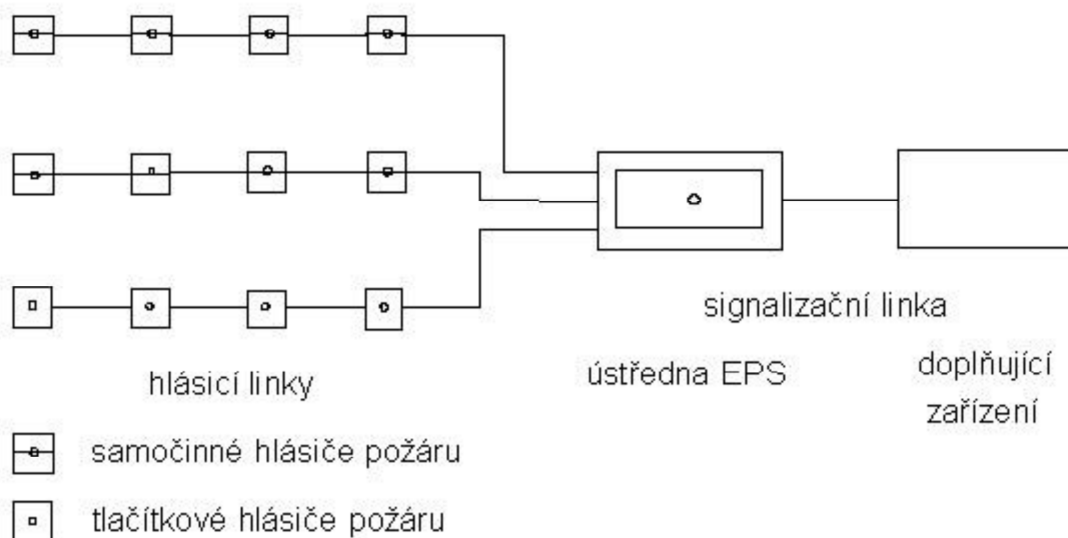 signalizační linka
hlásicí linky
ústředna EPS
doplňující
zařízení
samočinné hlásiče požáru
tlačítkové hlásiče požáru